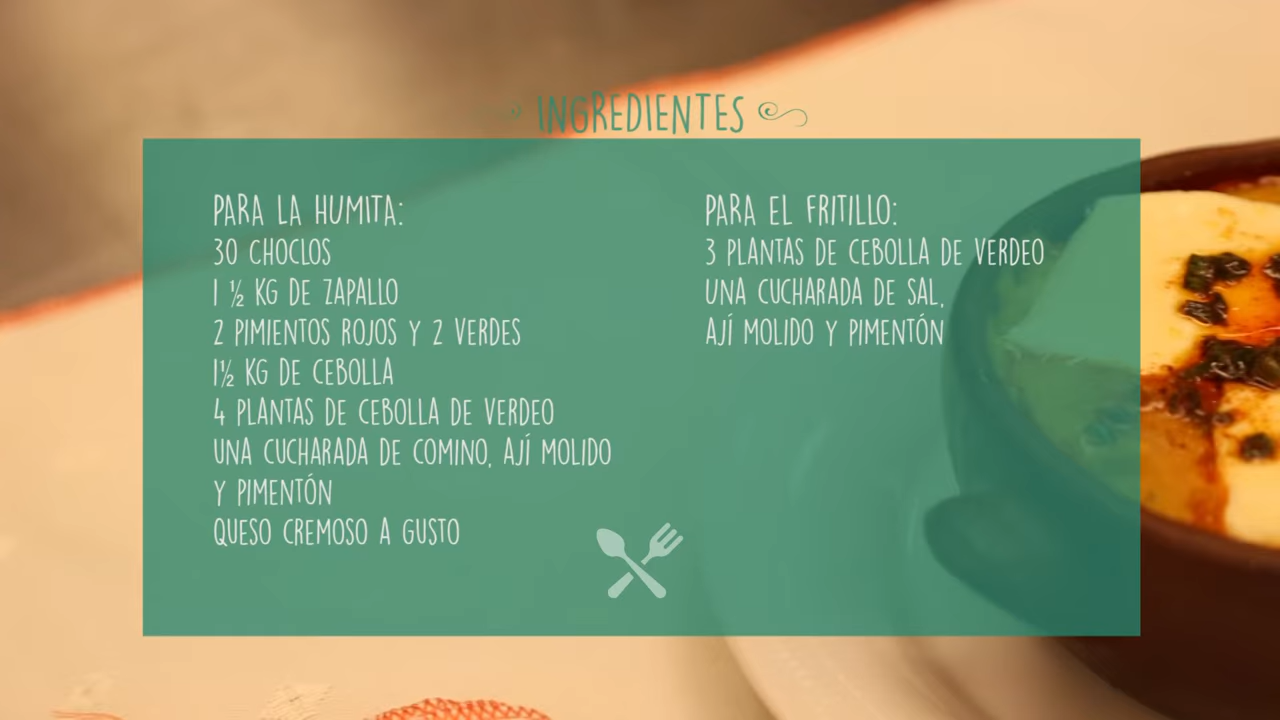 INGREDIENTES
PARA LA HUMITA:
30 CHOCLOS
1 ½ KG DE ZAPALLO
2 PIMIENTOS ROJOS Y 2 VERDES
1½ KG DE CEBOLLA
4 PLANTAS DE CEBOLLA DE VERDEO
UNA CUCHARADA DE COMINO, AJÍ MOLIDO
Y PIMENTÓN
QUESO CREMOSO A GUSTO
PARA EL FRITILLO:
3 PLANTAS DE CEBOLLA DE VERDEO
UNA CUCHARADA DE SAL,
AJÍ MOLIDO Y PIMENTÓN